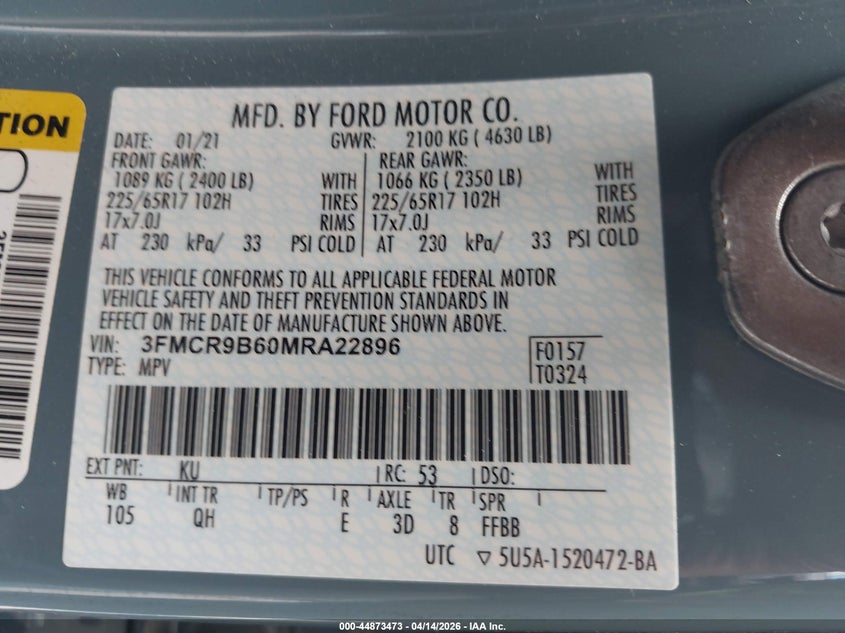 TION
MFD. BY FORD MOTOR CO.
DATE: 01/21 GVWR: 2100 KG ( 4630 LB)
FRONT GAWR: REAR GAWR:
1089 KG ( 2400 LB) WITH 1066 KG ( 2350 LB) WITH
225/65R17 102H TIRES 225/65R17 102H TIRES
17x7.0J RIMS 17x7.0J RIMS
AT 230 kPa/ 33 PSI COLD AT 230 kPa/ 33 PSI COLD
THIS VEHICLE CONFORMS TO ALL APPLICABLE FEDERAL MOTOR
VEHICLE SAFETY AND THEFT PREVENTION STANDARDS IN
EFFECT ON THE DATE OF MANUFACTURE SHOWN ABOVE.
VIN: 3FMCR9B60MRA22896 F0157
TYPE: MPV T0324
EXT PNT: KU RC: 53 DSO:
WB INT TR TP/PS R AXLE TR SPR
105 QH E 3D 8 FFBB
UTC ▽ 5U5A-1520472-BA
000-44873473 - 04/14/2026 - IAA Inc.